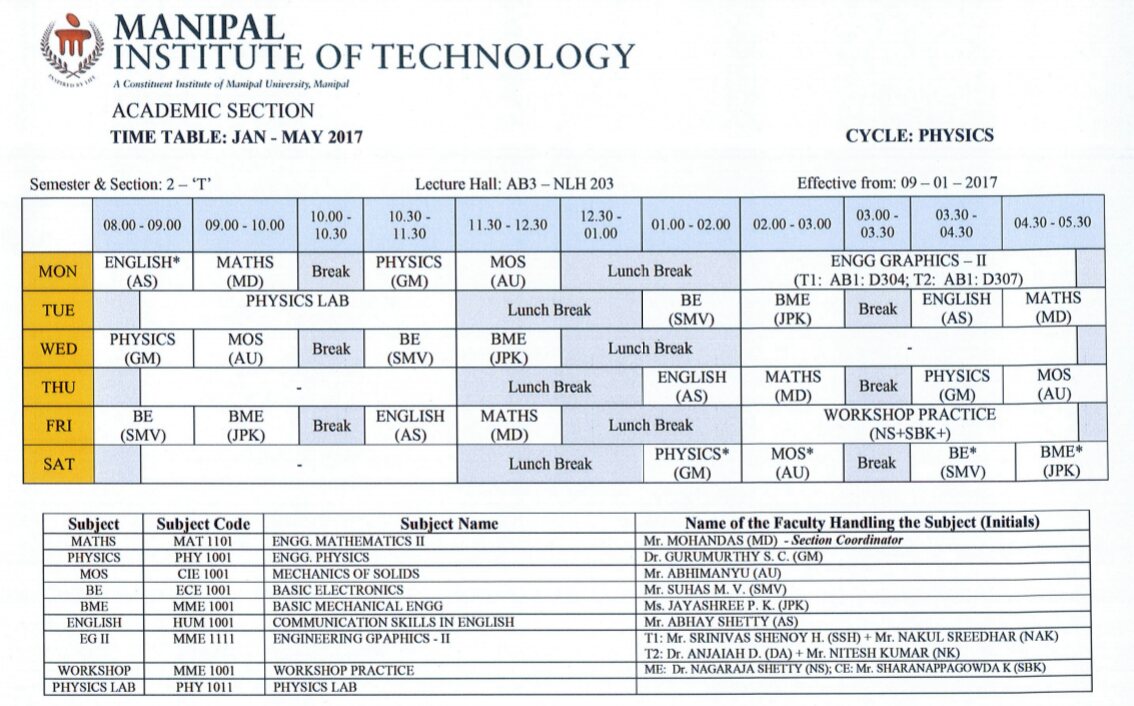 MANIPAL
INSTITUTE OF TECHNOLOGY
INSPIRED BY LIFE
A Constituent Institute of Manipal University, Manipal
ACADEMIC SECTION
TIME TABLE: JAN - MAY 2017 CYCLE: PHYSICS
Semester & Section: 2 – ‘T’ Lecture Hall: AB3 – NLH 203 Effective from: 09 – 01 – 2017
08.00 - 09.00 09.00 - 10.00 10.00 - 10.30 10.30 - 11.30 11.30 - 12.30 12.30 - 01.00 01.00 - 02.00 02.00 - 03.00 03.00 - 03.30 03.30 - 04.30 04.30 - 05.30
MON ENGLISH* (AS) MATHS (MD) Break PHYSICS (GM) MOS (AU) Lunch Break ENGG GRAPHICS – II (T1: AB1: D304; T2: AB1: D307)
TUE PHYSICS LAB Lunch Break BE (SMV) BME (JPK) Break ENGLISH (AS) MATHS (MD)
WED PHYSICS (GM) MOS (AU) Break BE (SMV) BME (JPK) Lunch Break -
THU - Lunch Break ENGLISH (AS) MATHS (MD) Break PHYSICS (GM) MOS (AU)
FRI BE (SMV) BME (JPK) Break ENGLISH (AS) MATHS (MD) Lunch Break WORKSHOP PRACTICE (NS+SBK+)
SAT - Lunch Break PHYSICS* (GM) MOS* (AU) Break BE* (SMV) BME* (JPK)
Subject Subject Code Subject Name Name of the Faculty Handling the Subject (Initials)
MATHS MAT 1101 ENGG. MATHEMATICS II Mr. MOHANDAS (MD) - Section Coordinator
PHYSICS PHY 1001 ENGG. PHYSICS Dr. GURUMURTHY S. C. (GM)
MOS CIE 1001 MECHANICS OF SOLIDS Mr. ABHIMANYU (AU)
BE ECE 1001 BASIC ELECTRONICS Mr. SUHAS M. V. (SMV)
BME MME 1001 BASIC MECHANICAL ENGG Ms. JAYASHREE P. K. (JPK)
ENGLISH HUM 1001 COMMUNICATION SKILLS IN ENGLISH Mr. ABHAY SHETTY (AS)
EG II MME 1111 ENGINEERING GPAPHICS - II T1: Mr. SRINIVAS SHENOY H. (SSH) + Mr. NAKUL SREEDHAR (NAK)
T2: Dr. ANJAIAH D. (DA) + Mr. NITESH KUMAR (NK)
WORKSHOP MME 1001 WORKSHOP PRACTICE ME: Dr. NAGARAJA SHETTY (NS); CE: Mr. SHARANAPPAGOWDA K (SBK)
PHYSICS LAB PHY 1011 PHYSICS LAB